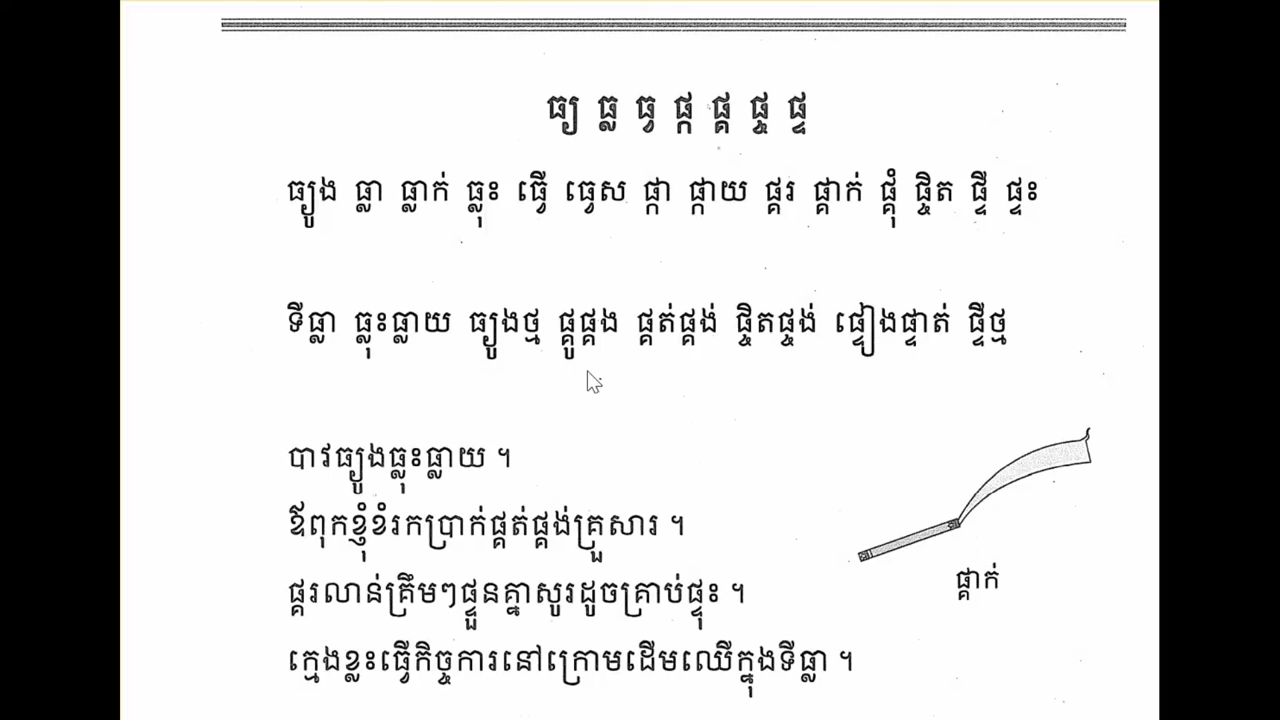 ធ្យ ធ្ល ធ្វ ផ្ក ផ្គ ផ្ច ផ្ទ
ធ្យូង ធ្លា ធ្លាក់ ធ្លុះ ធ្វើ ធ្វេស ផ្កា ផ្កាយ ផ្គរ ផ្គាក់ ផ្គុំ ផ្ចិត ផ្ទី ផ្ទះ
ទីធ្លា ធ្លុះធ្លាយ ធ្យូងថ្ម ផ្គូផ្គង ផ្គត់ផ្គង់ ផ្ចិតផ្ចង់ ផ្ទៀងផ្ទាត់ ផ្ទីថ្ម
បាវធ្យូងធ្លុះធ្លាយ ។
ឪពុកខ្ញុំខំរកប្រាក់ផ្គត់ផ្គង់គ្រួសារ ។
ផ្គរលាន់គ្រឹមៗផ្ទួនគ្នាសូរដូចគ្រាប់ផ្ទុះ ។
ផ្គាក់
ក្មេងខ្លះធ្វើកិច្ចការនៅក្រោមដើមឈើក្នុងទីធ្លា ។